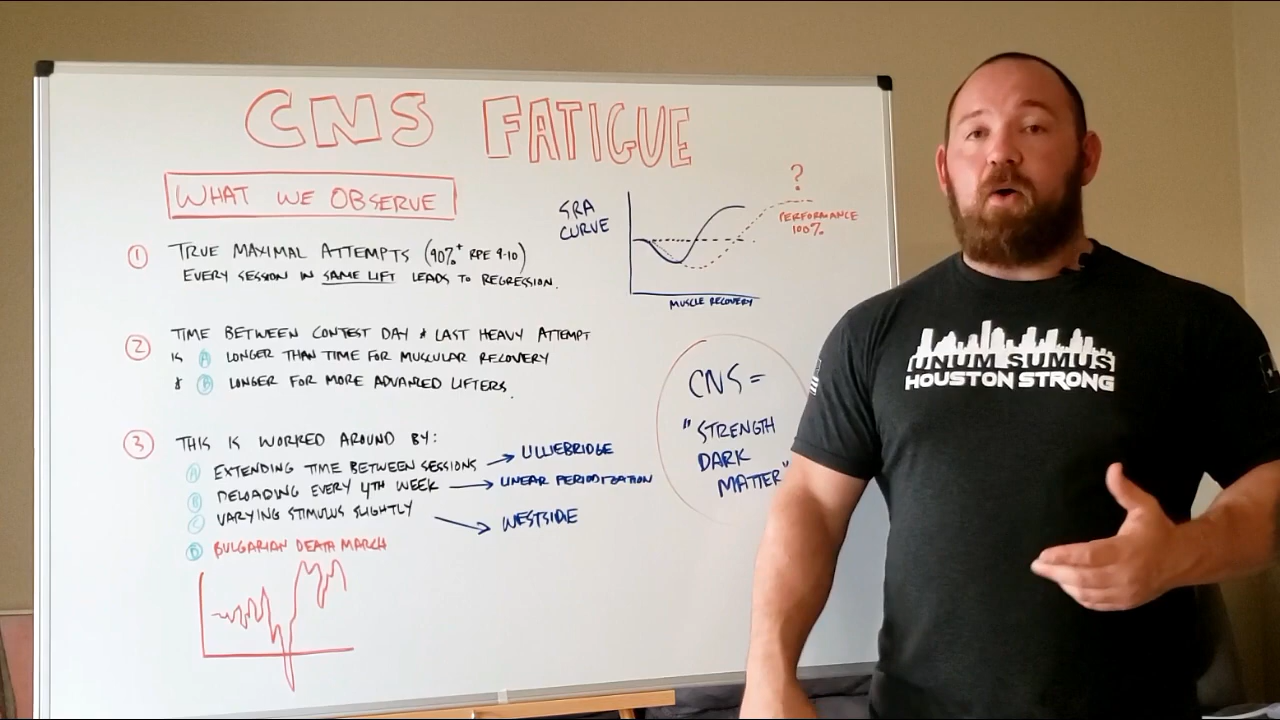 CNS FATIGUE
WHAT WE OBSERVE
1 TRUE MAXIMAL ATTEMPTS (90%+ RPE 9-10)
EVERY SESSION IN SAME LIFT LEADS TO REGRESSION.
2 TIME BETWEEN CONTEST DAY & LAST HEAVY ATTEMPT
IS A LONGER THAN TIME FOR MUSCULAR RECOVERY
& B LONGER FOR MORE ADVANCED LIFTERS.
3 THIS IS WORKED AROUND BY:
A EXTENDING TIME BETWEEN SESSIONS → LILLIEBRIDGE
B DELOADING EVERY 4TH WEEK → LINEAR PERIODIZATION
C VARYING STIMULUS SLIGHTLY → WESTSIDE
D BULGARIAN DEATH MARCH
SRA
CURVE
?
PERFORMANCE
100%
MUSCLE RECOVERY
CNS =
"STRENGTH
DARK
MATTER"
UNUM SUMUS
HOUSTON STRONG